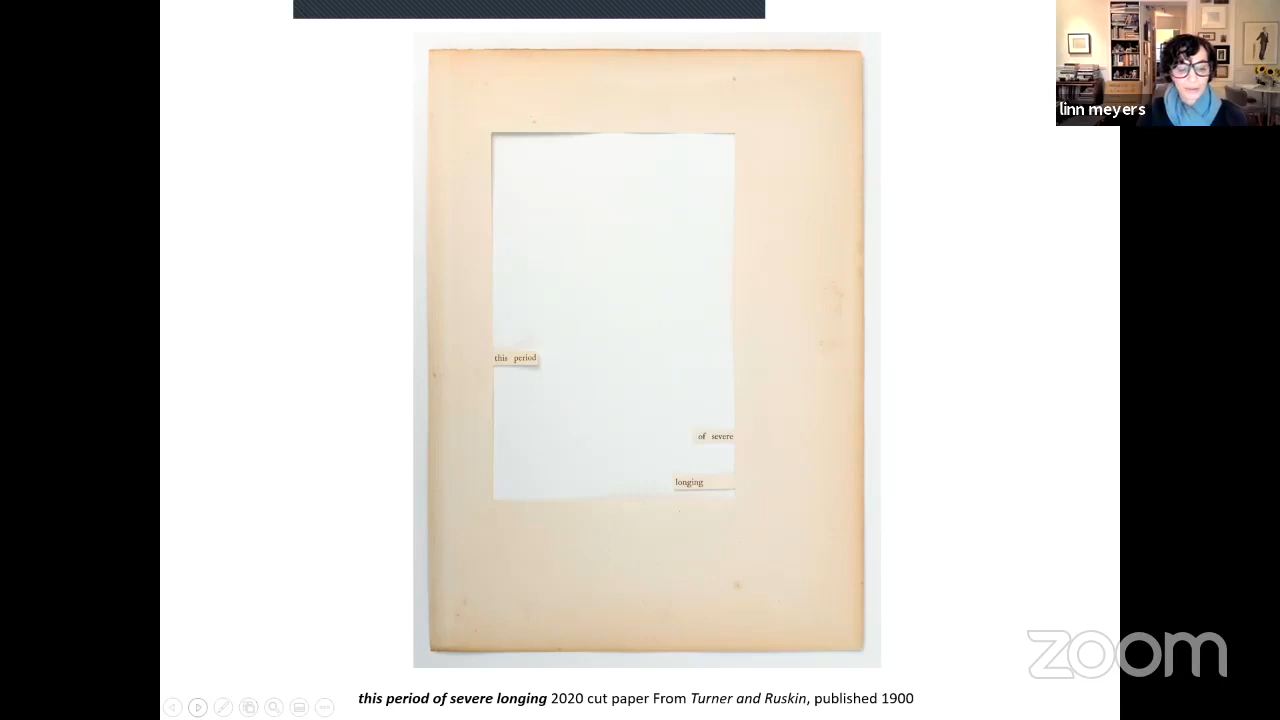 linn meyers
this period
of severe
longing
zoom
this period of severe longing 2020 cut paper From Turner and Ruskin, published 1900